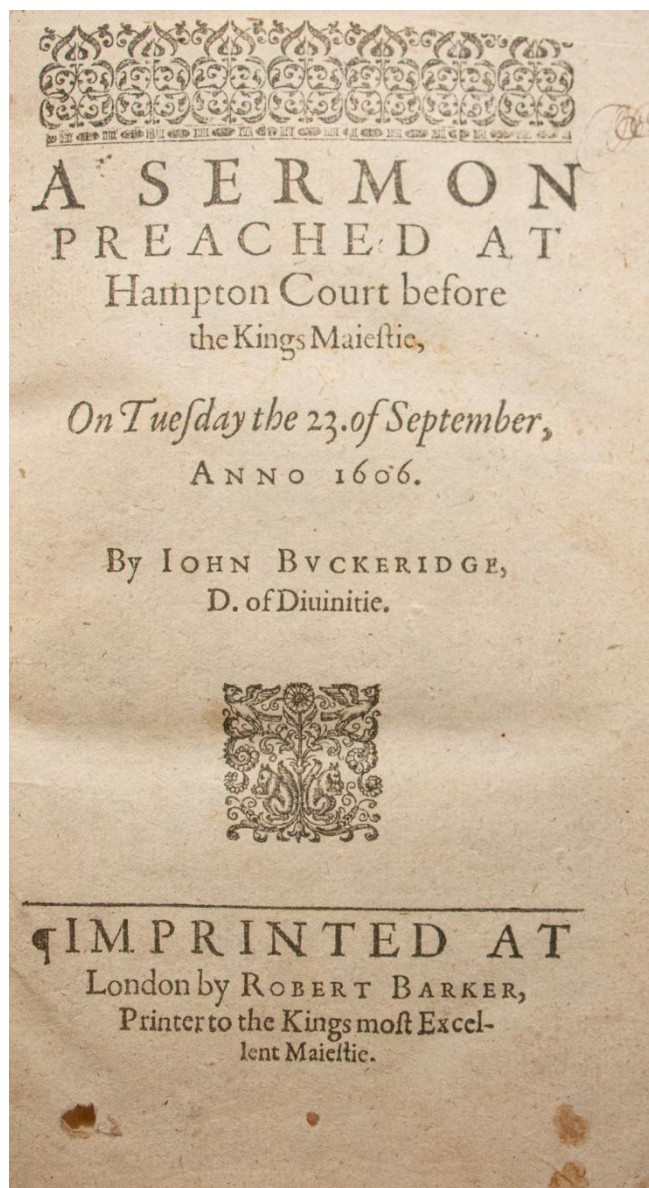 A SERMON
PREACHED AT
Hampton Court before
the Kings Maieſtie,
On Tueſday the 23. of September,
ANNO 1606.
By IOHN BVCKERIDGE,
D. of Diuinitie.
¶IMPRINTED AT
London by ROBERT BARKER,
Printer to the Kings moſt Excel-
lent Maieſtie.